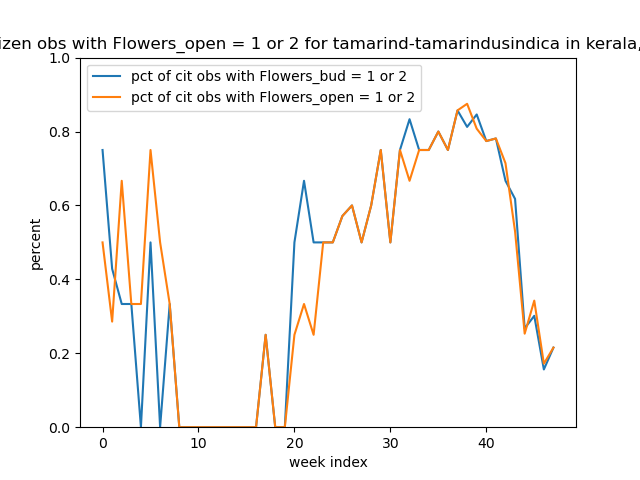 izen obs with Flowers_open = 1 or 2 for tamarind-tamarindusindica in kerala,
pct of cit obs with Flowers_bud = 1 or 2
pct of cit obs with Flowers_open = 1 or 2
percent
1.0
0.8
0.6
0.4
0.2
0.0
0 10 20 30 40
week index